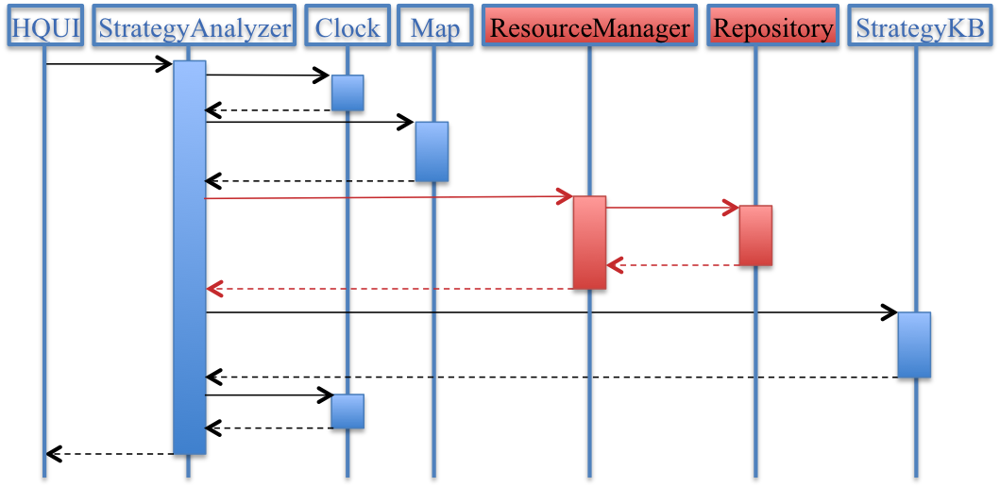 HQUI
StrategyAnalyzer
Clock
Map
ResourceManager
Repository
StrategyKB